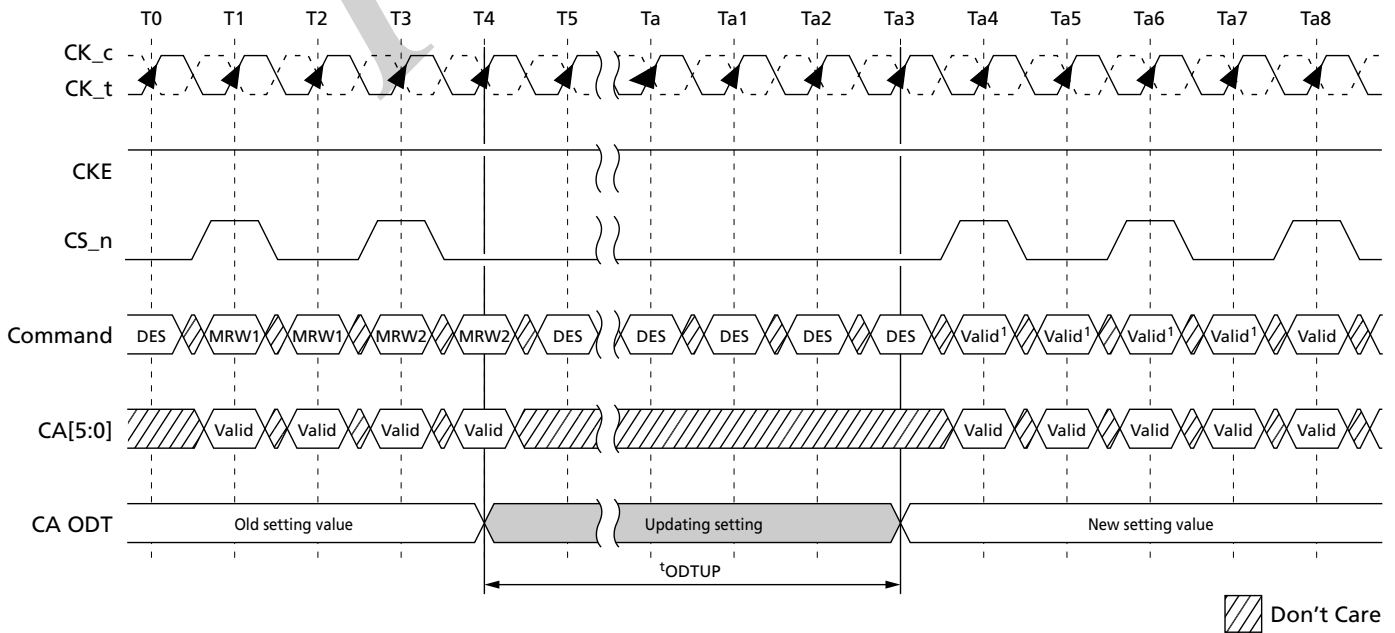 T0 T1 T2 T3 T4 T5 Ta Ta1 Ta2 Ta3 Ta4 Ta5 Ta6 Ta7 Ta8
CK_c
CK_t
CKE
CS_n
Command DES MRW1 MRW1 MRW2 MRW2 DES DES DES DES DES Valid¹ Valid¹ Valid¹ Valid¹ Valid
CA[5:0] Valid Valid Valid Valid Valid Valid Valid Valid Valid
CA ODT Old setting value Updating setting New setting value
tODTUP
Don't Care